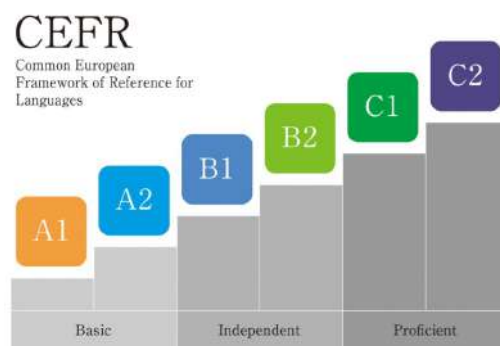 CEFR
Common European
Framework of Reference for
Languages
C2
C1
B2
B1
A2
A1
Basic
Independent
Proficient